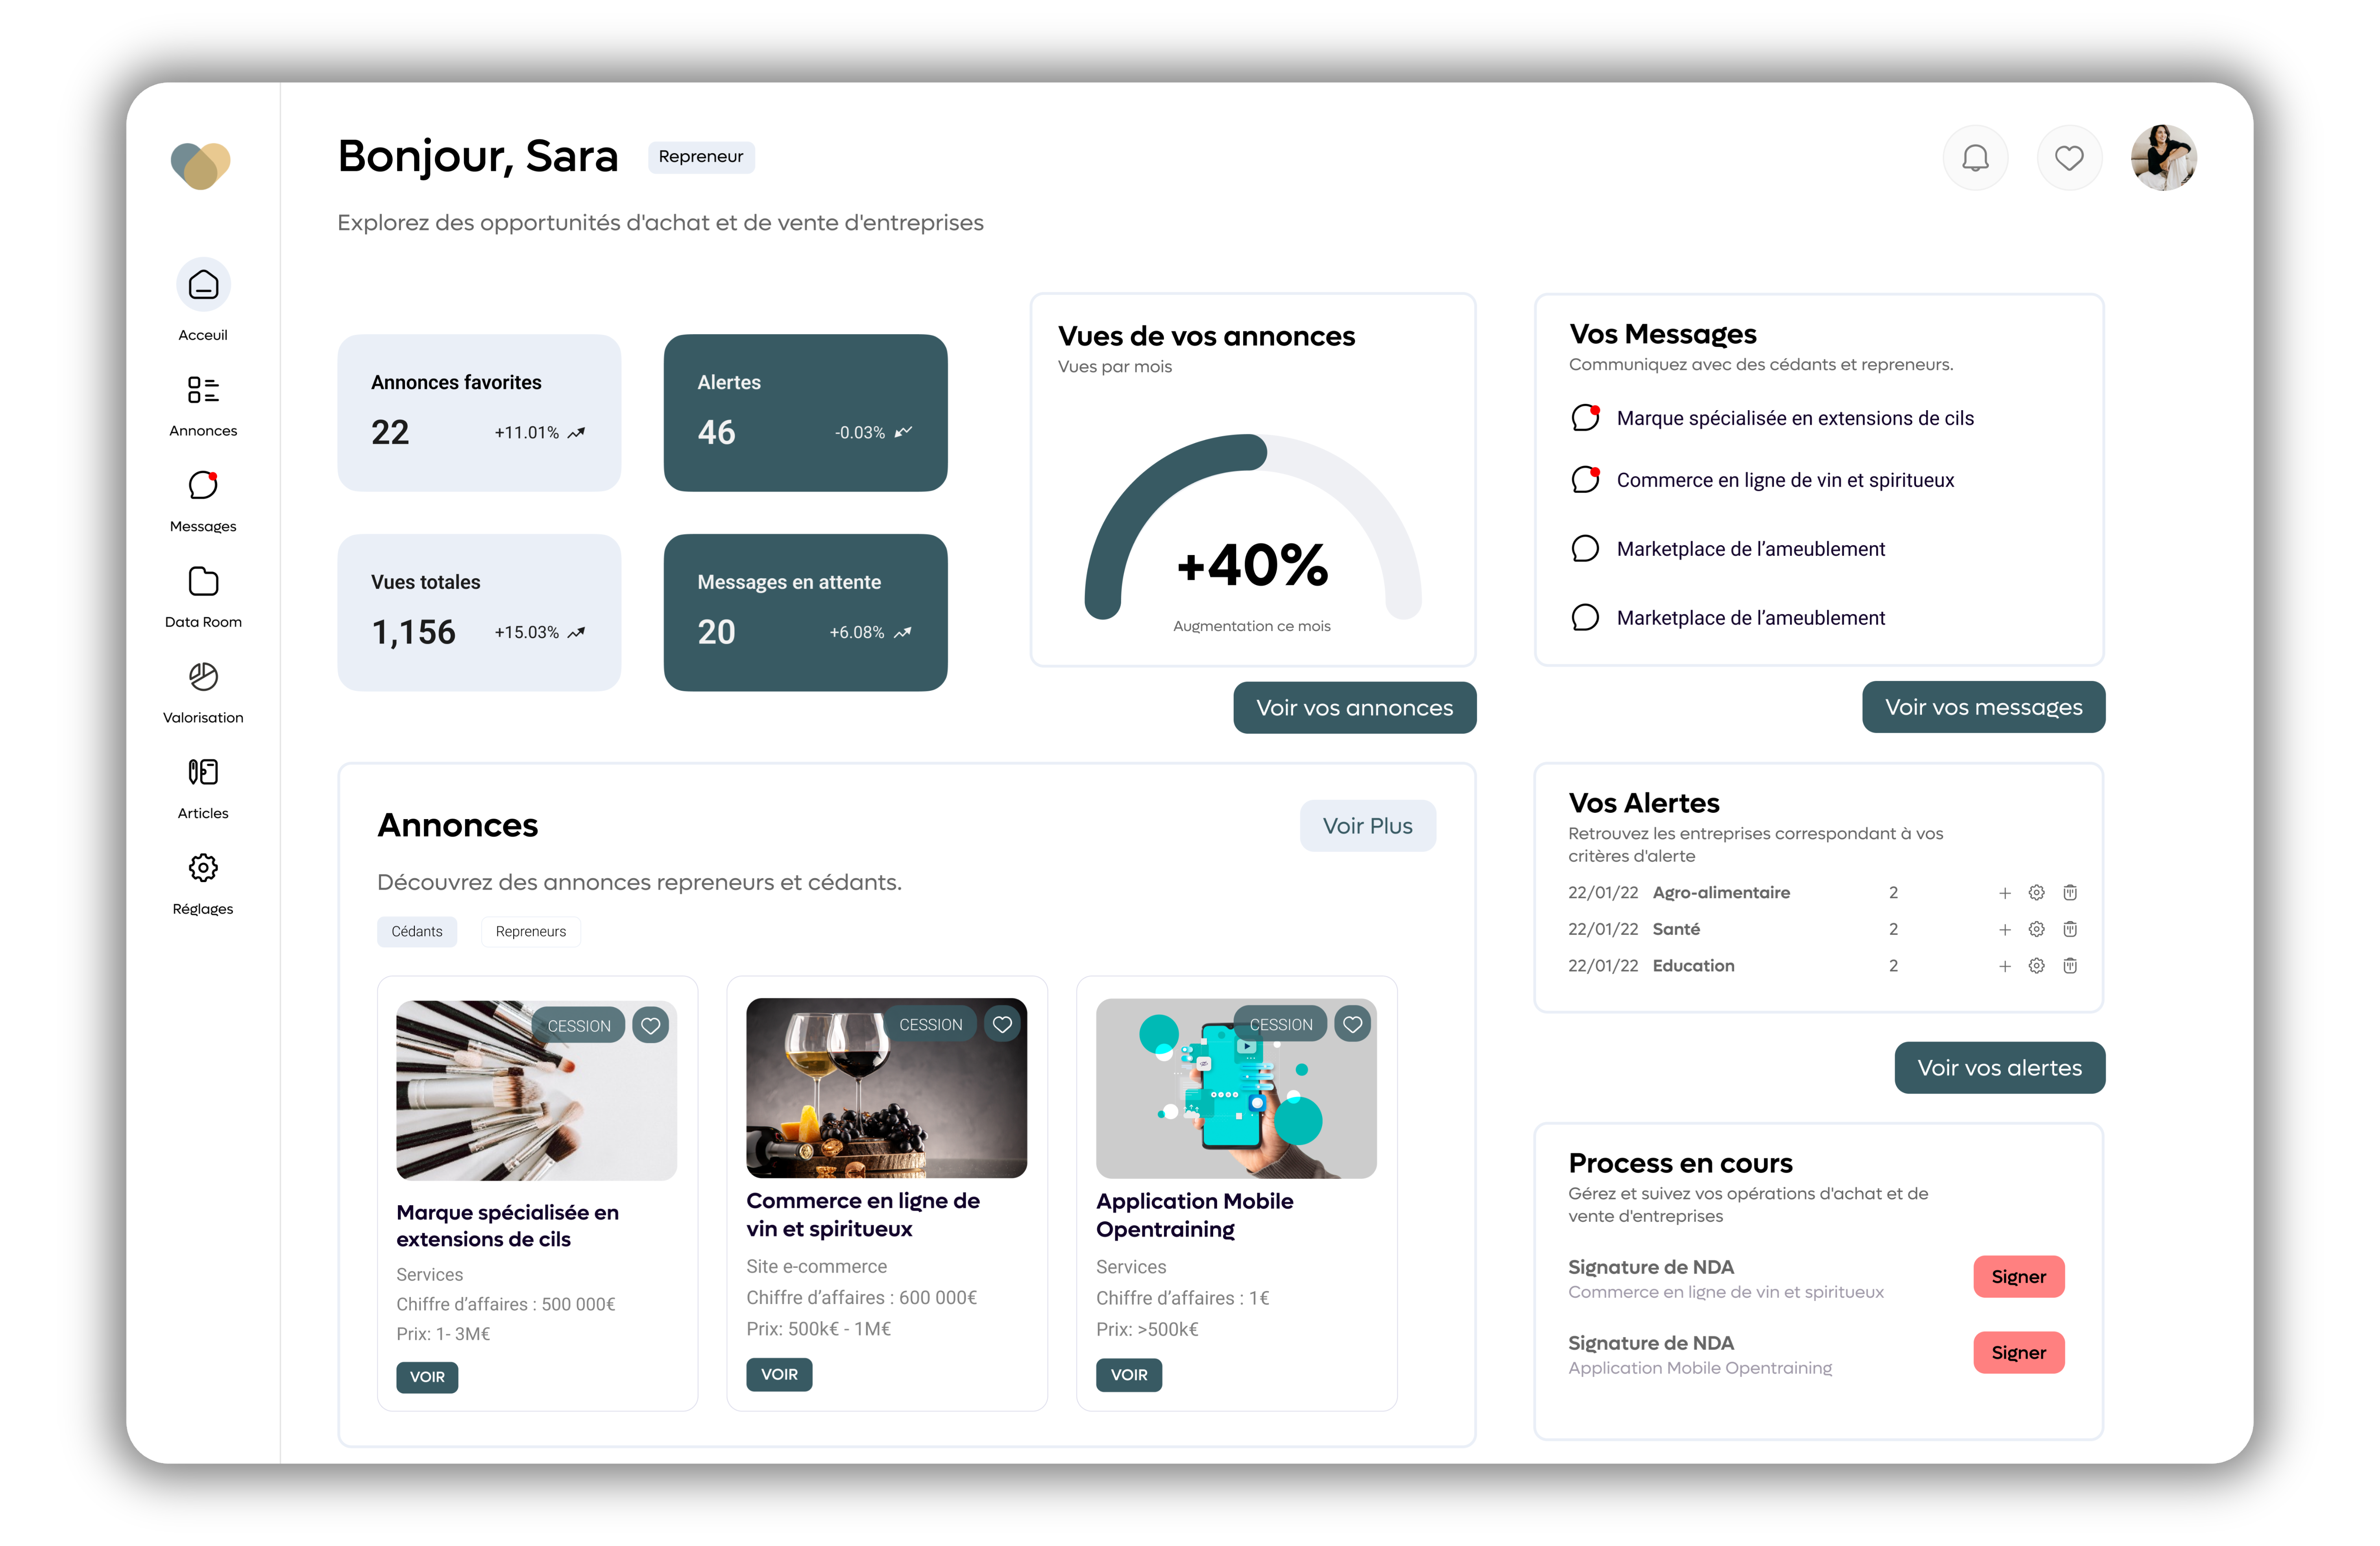 Bonjour, Sara
Repreneur
Explorez des opportunités d'achat et de vente d'entreprises
Acceuil
Annonces
Messages
Data Room
Valorisation
Articles
Réglages
Annonces favorites
22
+11.01%
Alertes
46
-0.03%
Vues totales
1,156
+15.03%
Messages en attente
20
+6.08%
Vues de vos annonces
Vues par mois
+40%
Augmentation ce mois
Voir vos annonces
Vos Messages
Communiquez avec des cédants et repreneurs.
Marque spécialisée en extensions de cils
Commerce en ligne de vin et spiritueux
Marketplace de l’ameublement
Marketplace de l’ameublement
Voir vos messages
Annonces
Voir Plus
Découvrez des annonces repreneurs et cédants.
Cédants
Repreneurs
CESSION
Marque spécialisée en
extensions de cils
Services
Chiffre d’affaires : 500 000€
Prix: 1- 3M€
VOIR
CESSION
Commerce en ligne de
vin et spiritueux
Site e-commerce
Chiffre d’affaires : 600 000€
Prix: 500k€ - 1M€
VOIR
CESSION
Application Mobile
Opentraining
Services
Chiffre d’affaires : 1€
Prix: >500k€
VOIR
Vos Alertes
Retrouvez les entreprises correspondant à vos
critères d'alerte
22/01/22 Agro-alimentaire 2
22/01/22 Santé 2
22/01/22 Education 2
Voir vos alertes
Process en cours
Gérez et suivez vos opérations d'achat et de
vente d'entreprises
Signature de NDA
Commerce en ligne de vin et spiritueux
Signer
Signature de NDA
Application Mobile Opentraining
Signer